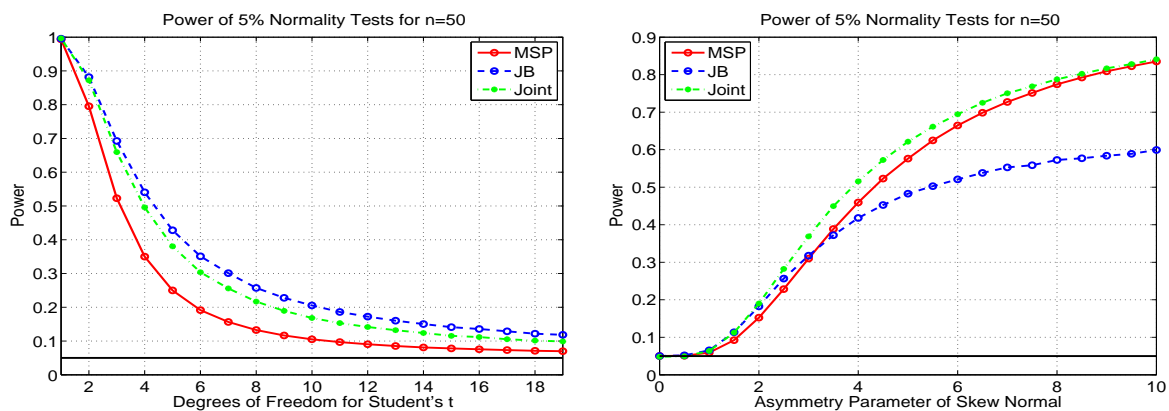 Power of 5% Normality Tests for n=50
1
0.9
0.8
0.7
0.6
0.5
0.4
0.3
0.2
0.1
0
Power
MSP
JB
Joint
2 4 6 8 10 12 14 16 18
Degrees of Freedom for Student's t
Power of 5% Normality Tests for n=50
0.9
0.8
0.7
0.6
0.5
0.4
0.3
0.2
0.1
0
Power
MSP
JB
Joint
0 2 4 6 8 10
Asymmetry Parameter of Skew Normal